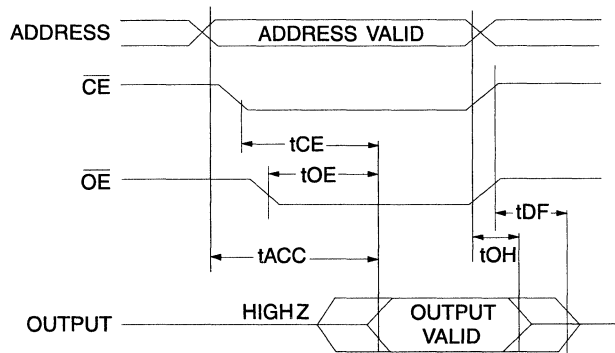 ADDRESS
ADDRESS VALID
CE
tCE
tOE
OE
tDF
tACC
tOH
HIGH Z
OUTPUT
OUTPUT
VALID